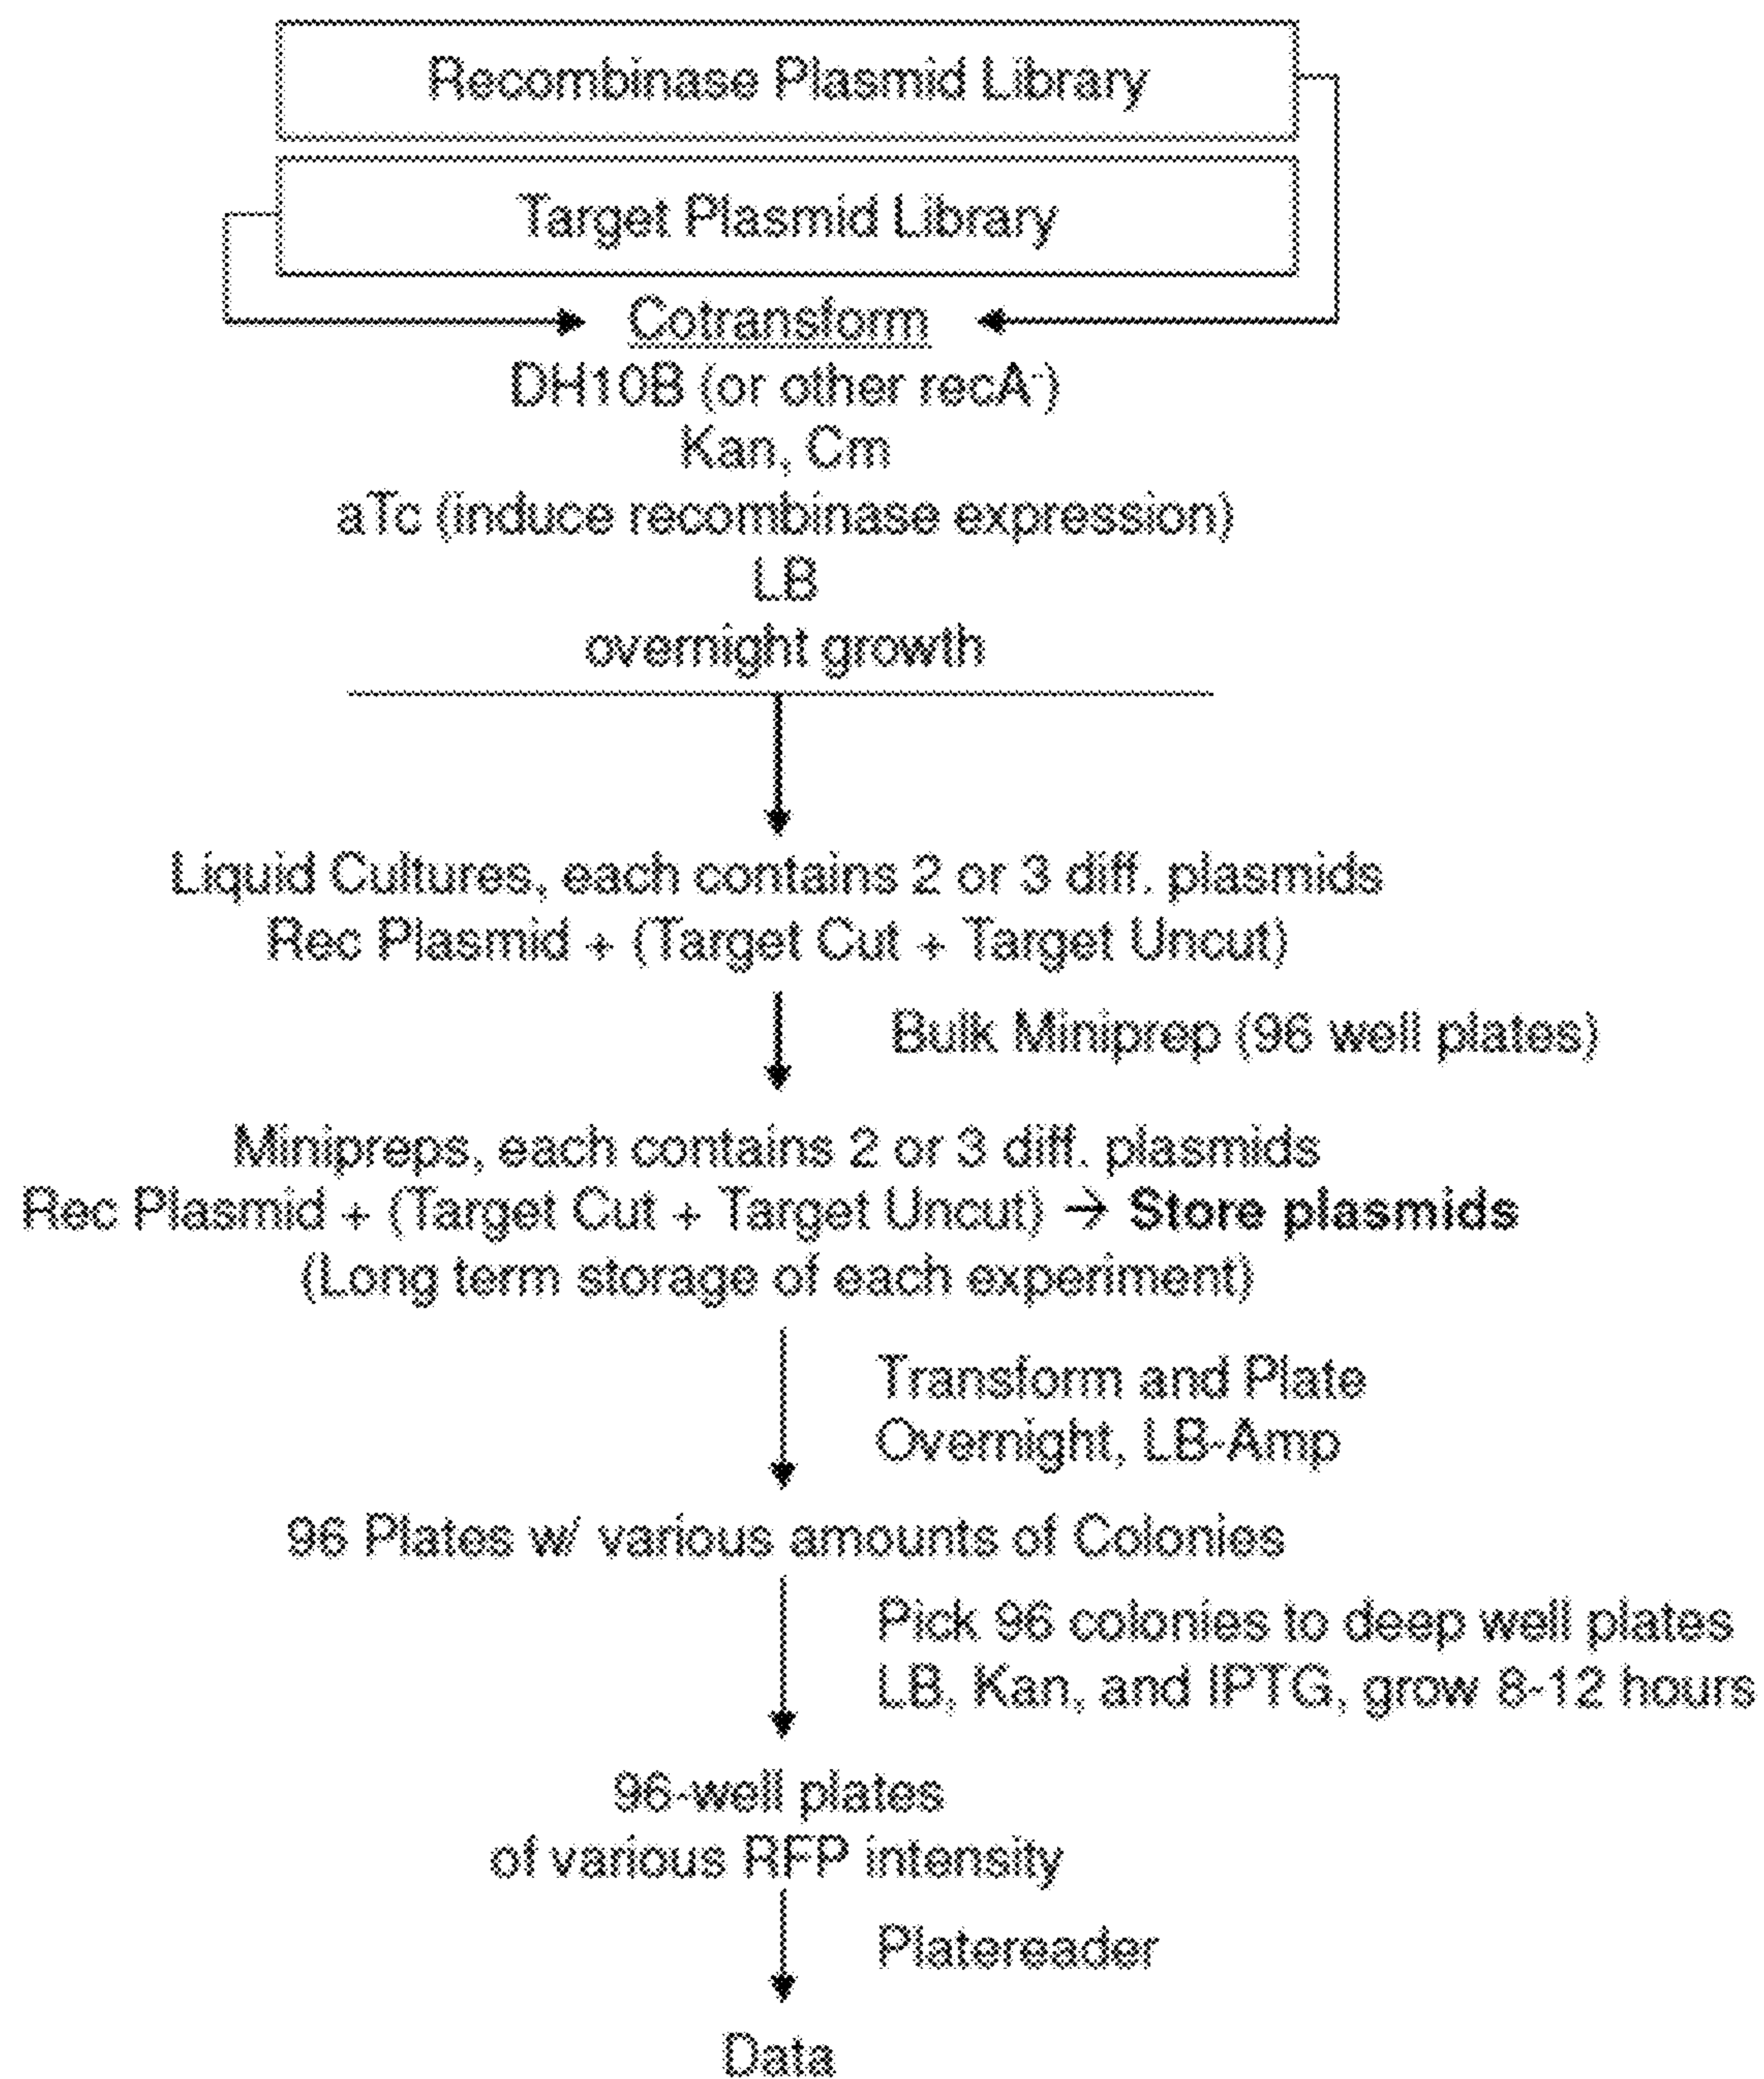 Recombinase Plasmid Library
Target Plasmid Library
Cotransform
DH10B (or other recA⁻)
Kan, Cm
aTc (induce recombinase expression)
LB
overnight growth
Liquid Cultures, each contains 2 or 3 diff. plasmids
Rec Plasmid + (Target Cut + Target Uncut)
Bulk Miniprep (96 well plates)
Minipreps, each contains 2 or 3 diff. plasmids
Rec Plasmid + (Target Cut + Target Uncut) → Store plasmids
(Long term storage of each experiment)
Transform and Plate
Overnight, LB-Amp
96 Plates w/ various amounts of Colonies
Pick 96 colonies to deep well plates
LB, Kan, and IPTG, grow 8-12 hours
96-well plates
of various RFP intensity
Platereader
Data